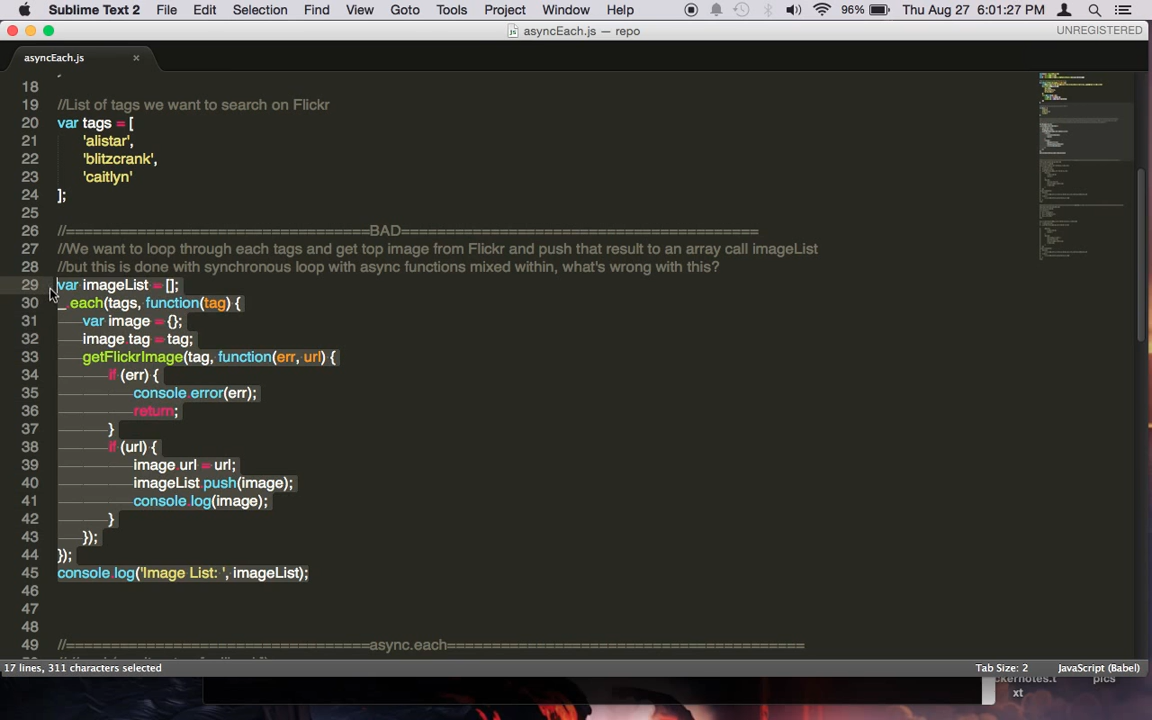 Sublime Text 2 File Edit Selection Find View Goto Tools Project Window Help 96% Thu Aug 27 6:01:27 PM
asyncEach.js — repo UNREGISTERED
asyncEach.js ×
18
19 //List of tags we want to search on Flickr
20 var tags = [
21 'alistar',
22 'blitzcrank',
23 'caitlyn'
24 ];
25
26 //==================================BAD========================================
27 //We want to loop through each tags and get top image from Flickr and push that result to an array call imageList
28 //but this is done with synchronous loop with async functions mixed within, what's wrong with this?
29 var imageList = [];
30 _.each(tags, function(tag) {
31 var image = {};
32 image.tag = tag;
33 getFlickrImage(tag, function(err, url) {
34 if (err) {
35 console.error(err);
36 return;
37 }
38 if (url) {
39 image.url = url;
40 imageList.push(image);
41 console.log(image);
42 }
43 });
44 });
45 console.log('Image List: ', imageList);
46
47
48
49 //==================================async.each========================================
17 lines, 311 characters selected Tab Size: 2 JavaScript (Babel)
ckernotes.t pics
xt